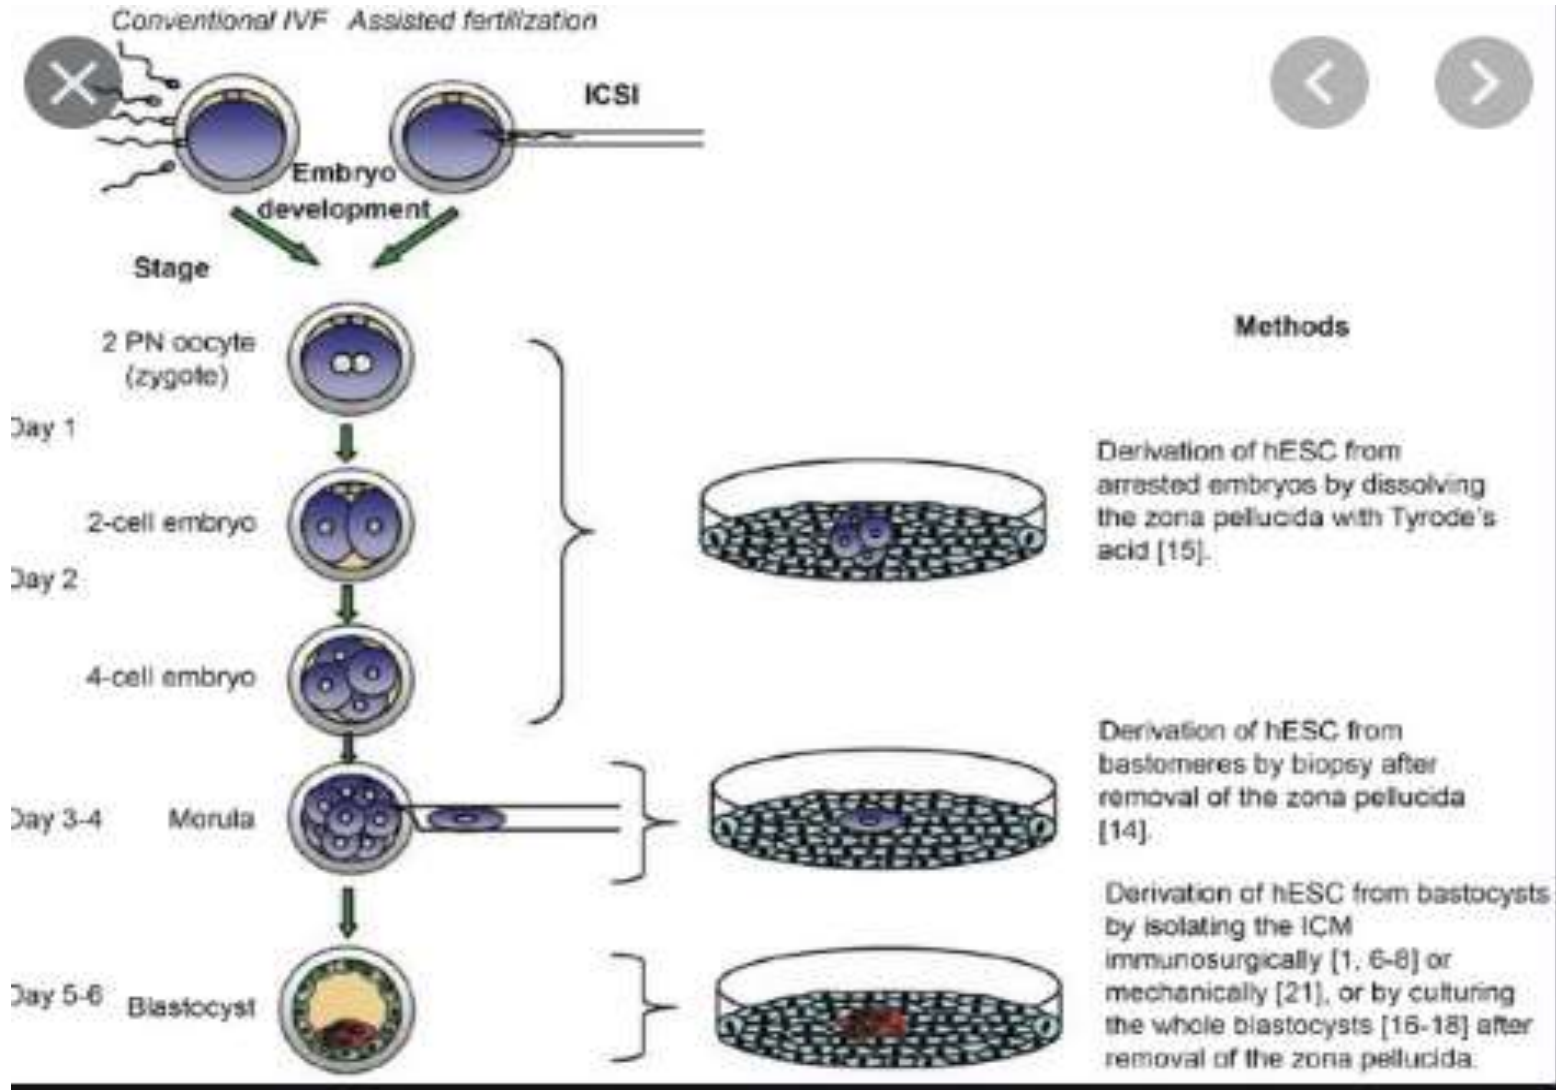 Conventional IVF Assisted fertilization
ICSI
Embryo
development
Stage
2 PN oocyte
(zygote)
Day 1
2-cell embryo
Day 2
4-cell embryo
Day 3-4
Morula
Day 5-6
Blastocyst
Methods
Derivation of hESC from
arrested embryos by dissolving
the zona pellucida with Tyrode's
acid [15].
Derivation of hESC from
bastomeres by biopsy after
removal of the zona pellucida
[14].
Derivation of hESC from bastocysts
by isolating the ICM
immunosurgically [1, 6-8] or
mechanically [21], or by culturing
the whole blastocysts [16-18] after
removal of the zona pellucida.